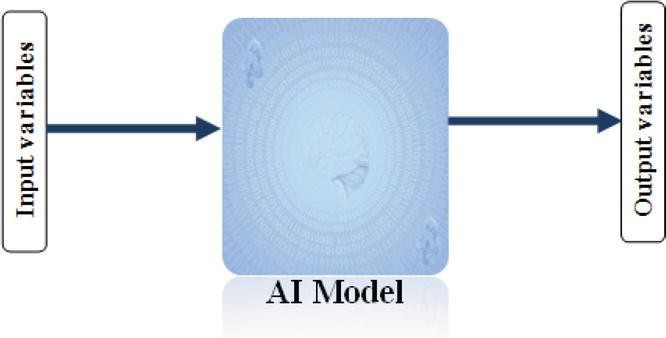 Input variables
AI Model
Output variables